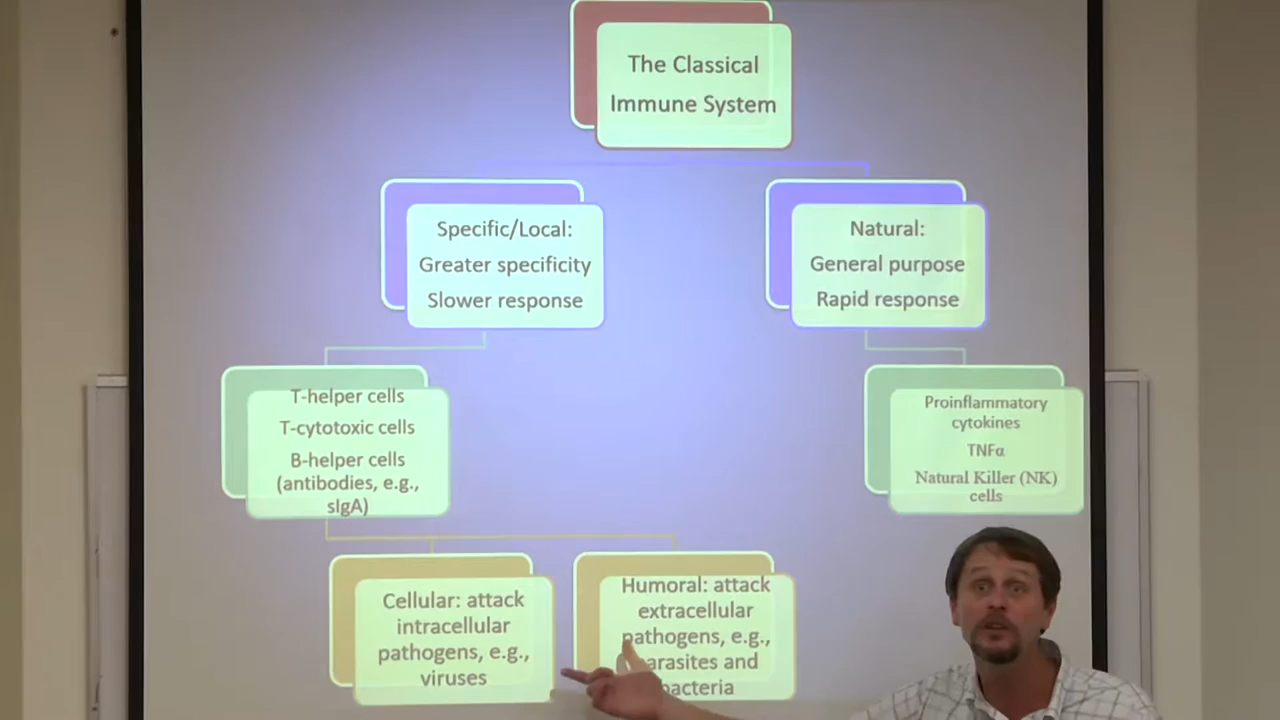 The Classical
Immune System
Specific/Local:
Greater specificity
Slower response
Natural:
General purpose
Rapid response
T-helper cells
T-cytotoxic cells
B-helper cells
(antibodies, e.g.,
sIgA)
Proinflammatory
cytokines
TNFα
Natural Killer (NK)
cells
Cellular: attack
intracellular
pathogens, e.g.,
viruses
Humoral: attack
extracellular
pathogens, e.g.,
parasites and
bacteria